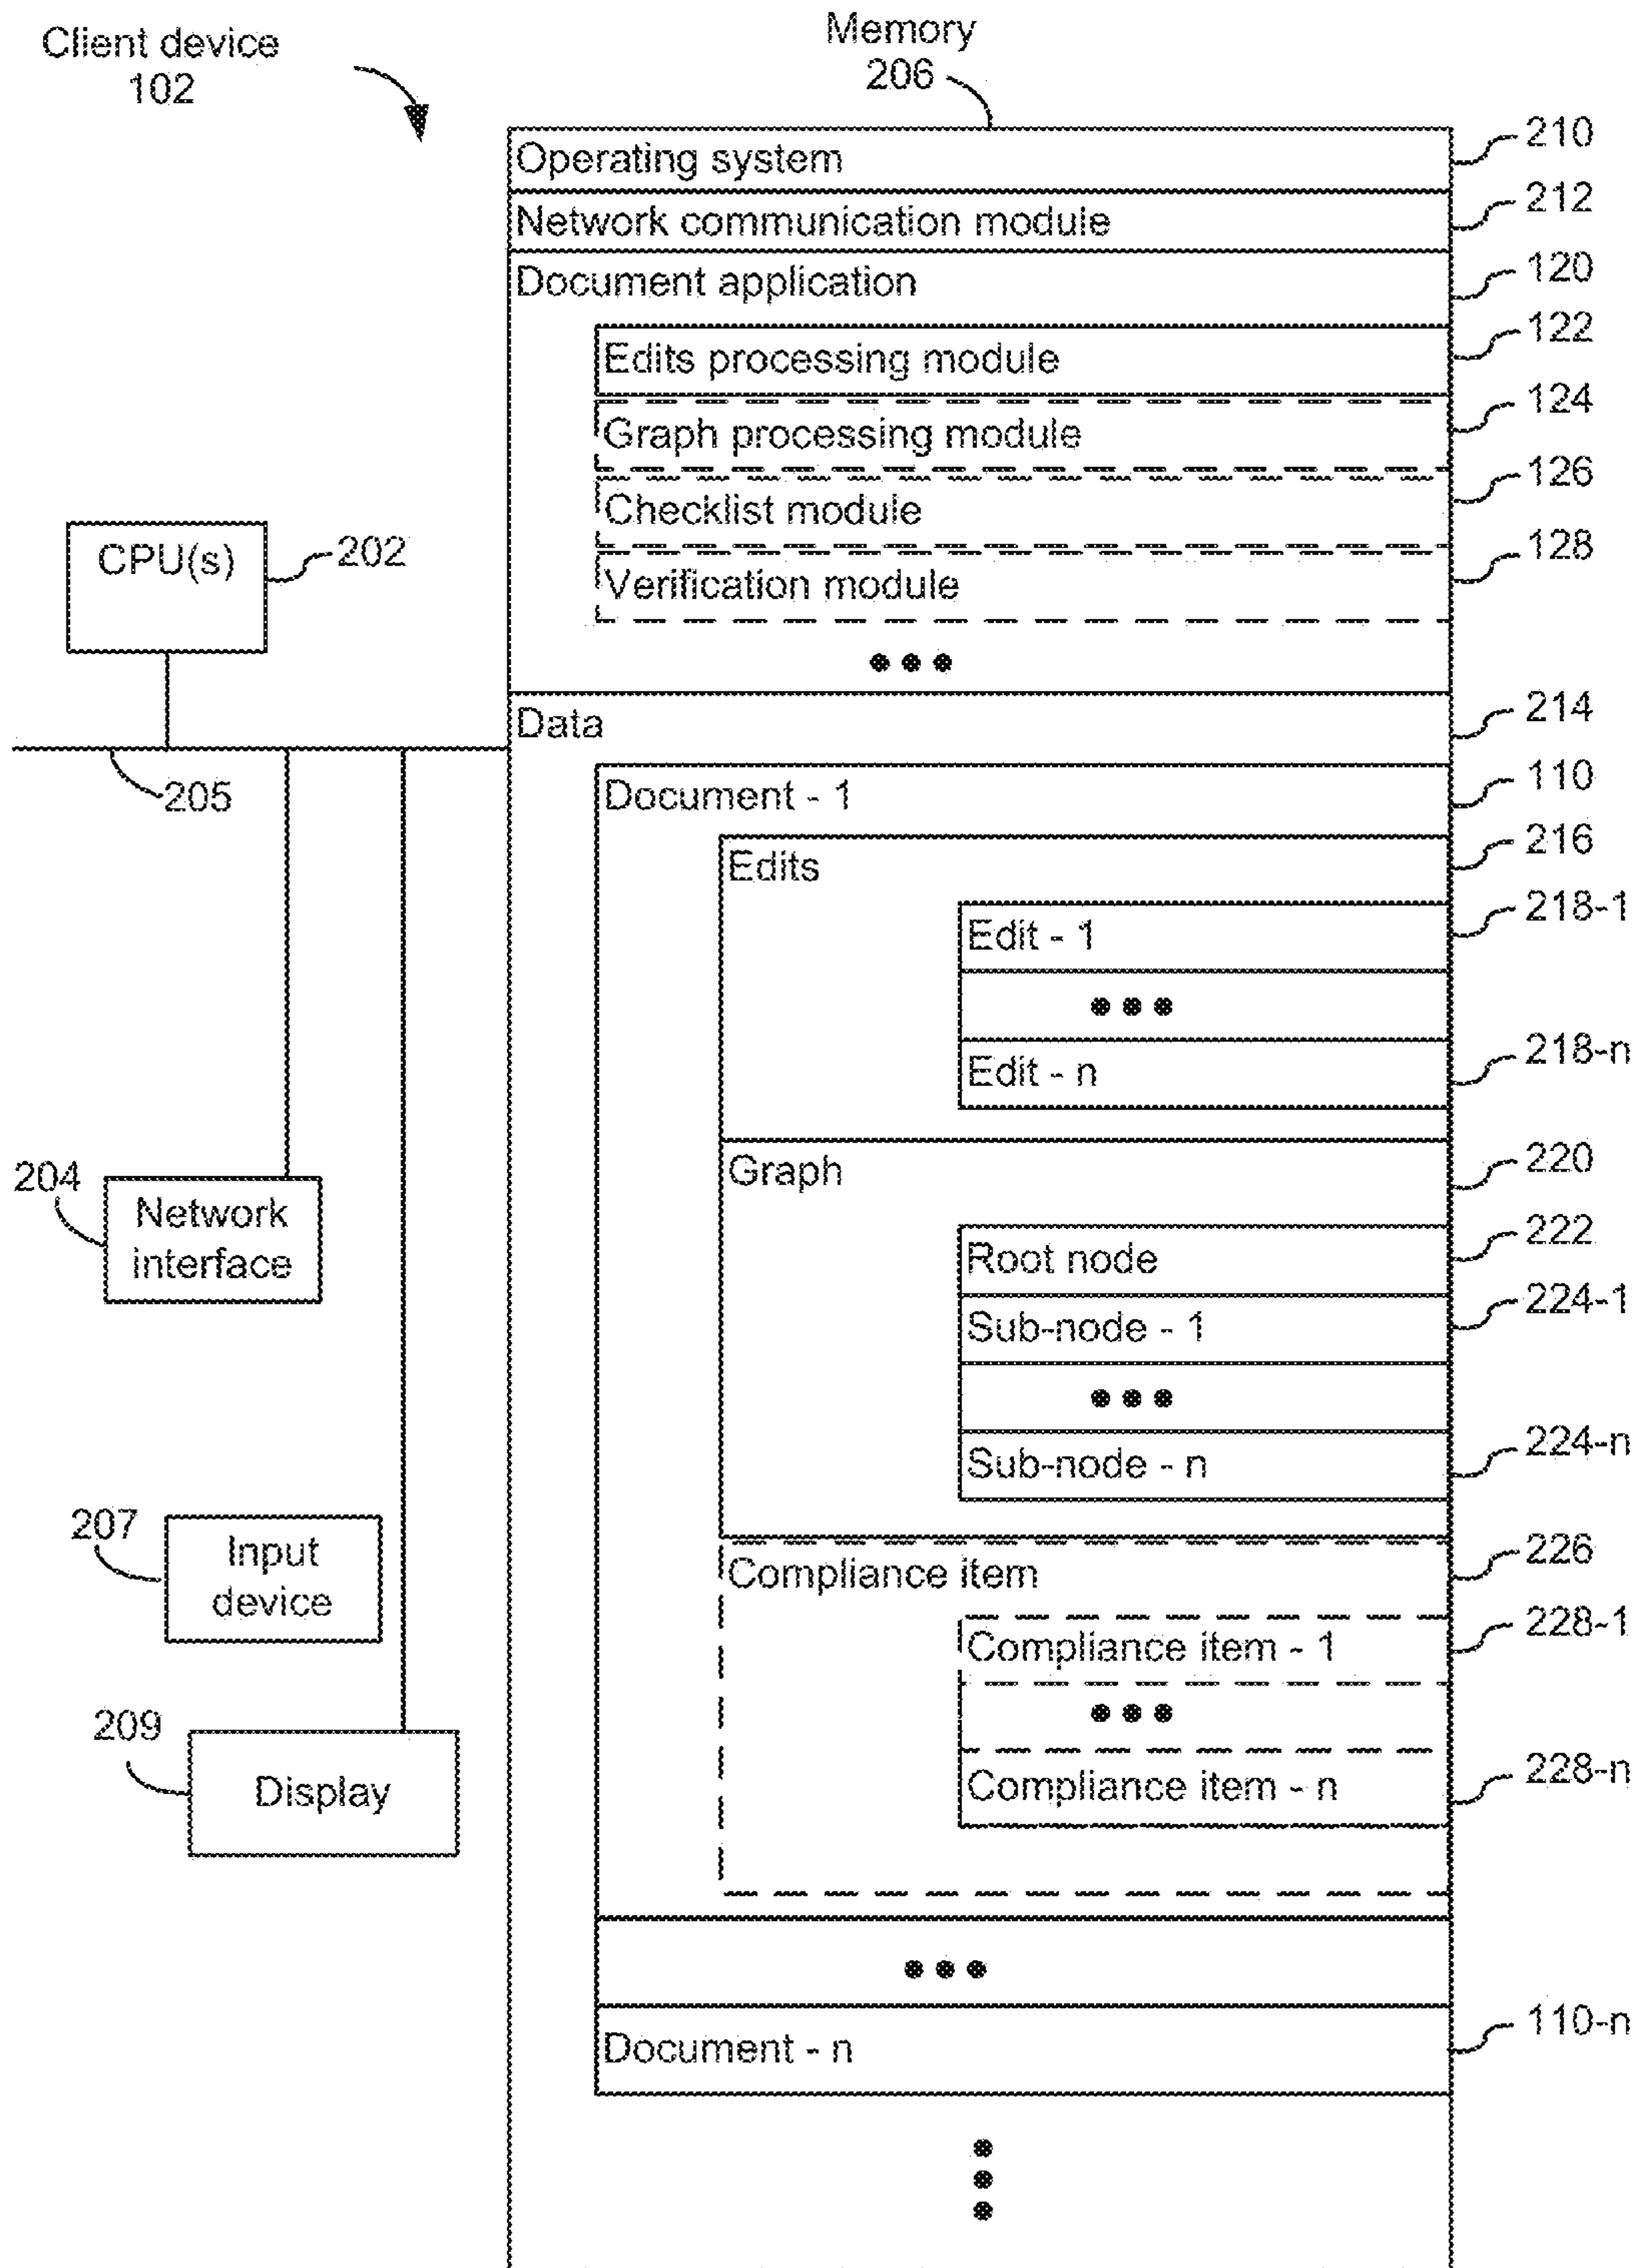 Client device
102
Memory
206
Operating system
210
Network communication module
212
Document application
120
Edits processing module
122
Graph processing module
124
Checklist module
126
Verification module
128
CPU(s)
202
Data
214
205
Document - 1
110
Edits
216
Edit - 1
218-1
Edit - n
218-n
Graph
220
204
Network
interface
Root node
222
Sub-node - 1
224-1
Sub-node - n
224-n
207
Input
device
Compliance item
226
Compliance item - 1
228-1
209
Display
Compliance item - n
228-n
Document - n
110-n